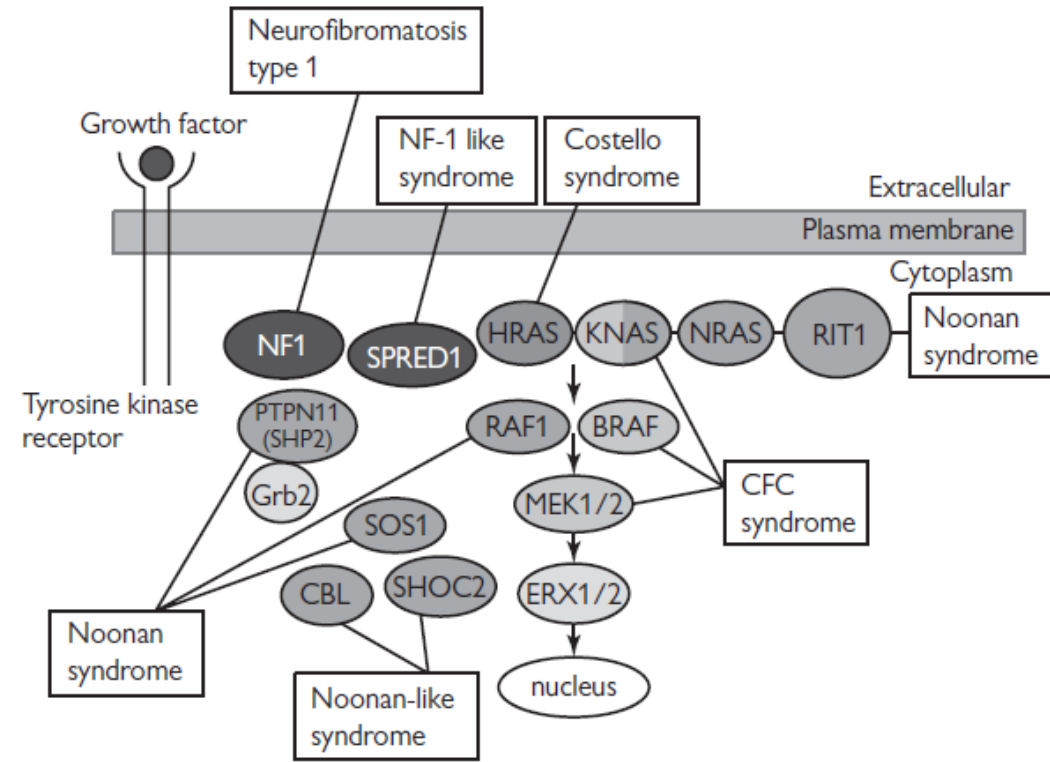 Neurofibromatosis
type 1
Growth factor
NF-1 like
syndrome
Costello
syndrome
Extracellular
Plasma membrane
Cytoplasm
NF1
SPRED1
HRAS
KNAS
NRAS
RIT1
Noonan
syndrome
Tyrosine kinase
receptor
PTPN11
(SHP2)
Grb2
RAF1
BRAF
SOS1
MEK1/2
CFC
syndrome
CBL
SHOC2
ERX1/2
Noonan
syndrome
Noonan-like
syndrome
nucleus